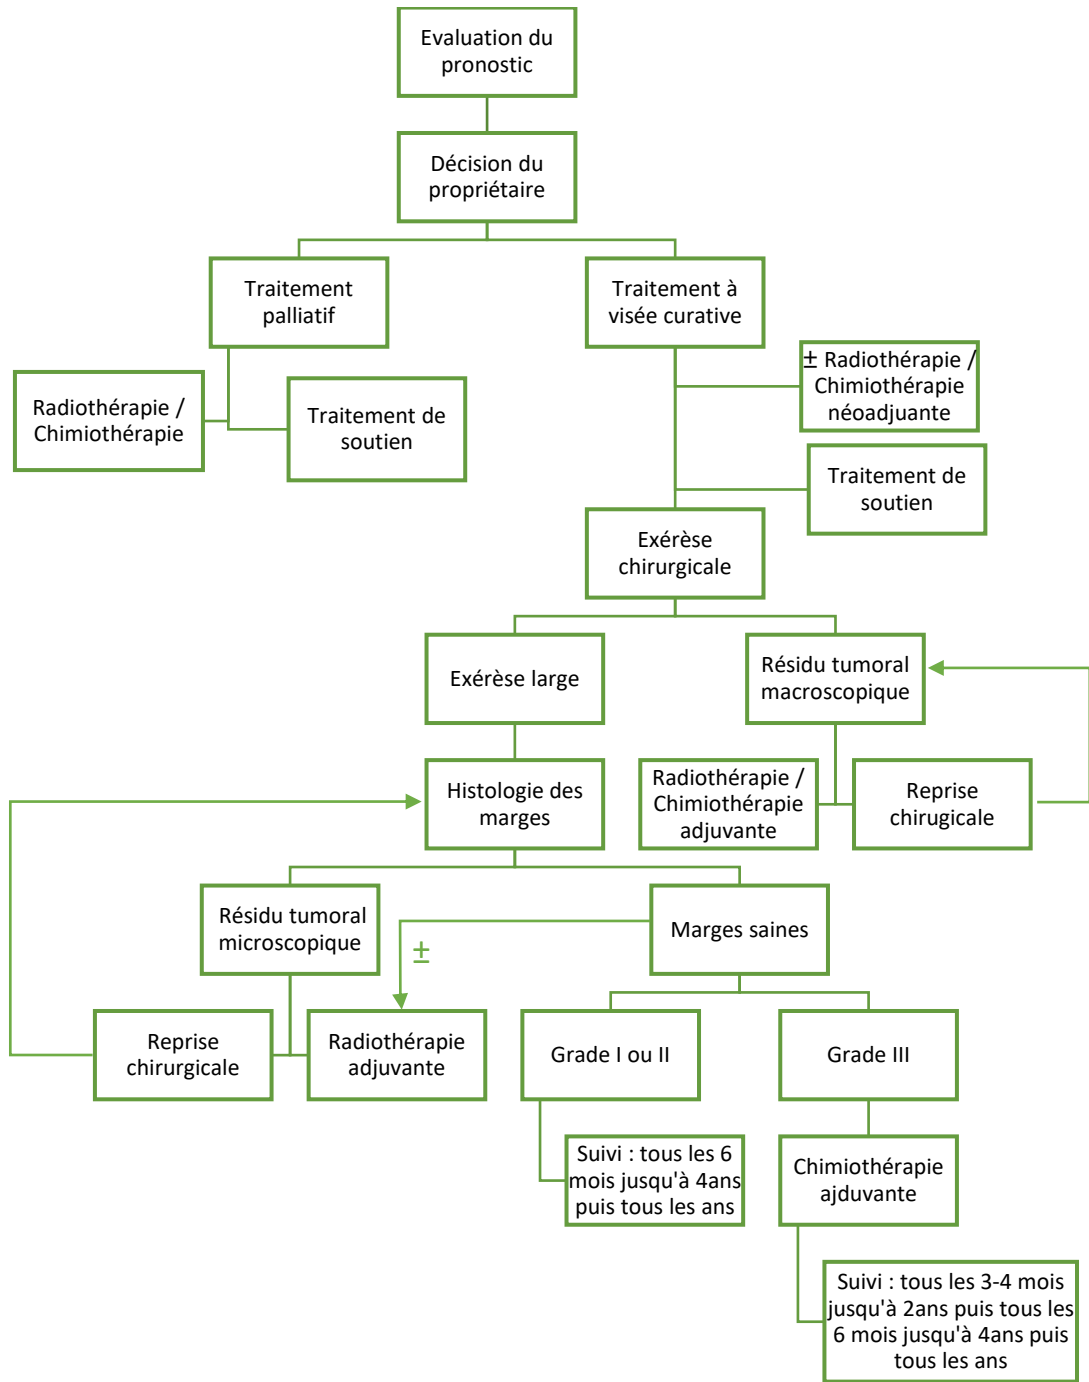 Evaluation du
pronostic
Décision du
propriétaire
Traitement
palliatif
Traitement à
visée curative
± Radiothérapie /
Chimiothérapie
néoadjuante
Radiothérapie /
Chimiothérapie
Traitement de
soutien
Traitement de
soutien
Exérèse
chirurgicale
Exérèse large
Résidu tumoral
macroscopique
Histologie des
marges
Radiothérapie /
Chimiothérapie
adjuvante
Reprise
chirugicale
Résidu tumoral
microscopique
±
Marges saines
Reprise
chirurgicale
Radiothérapie
adjuvante
Grade I ou II
Grade III
Suivi : tous les 6
mois jusqu'à 4ans
puis tous les ans
Chimiothérapie
ajduvante
Suivi : tous les 3-4 mois
jusqu'à 2ans puis tous les
6 mois jusqu'à 4ans puis
tous les ans